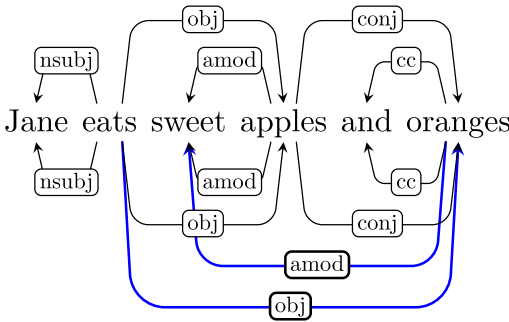 obj conj
nsubj amod cc
Jane eats sweet apples and oranges
nsubj amod cc
obj conj
amod
obj